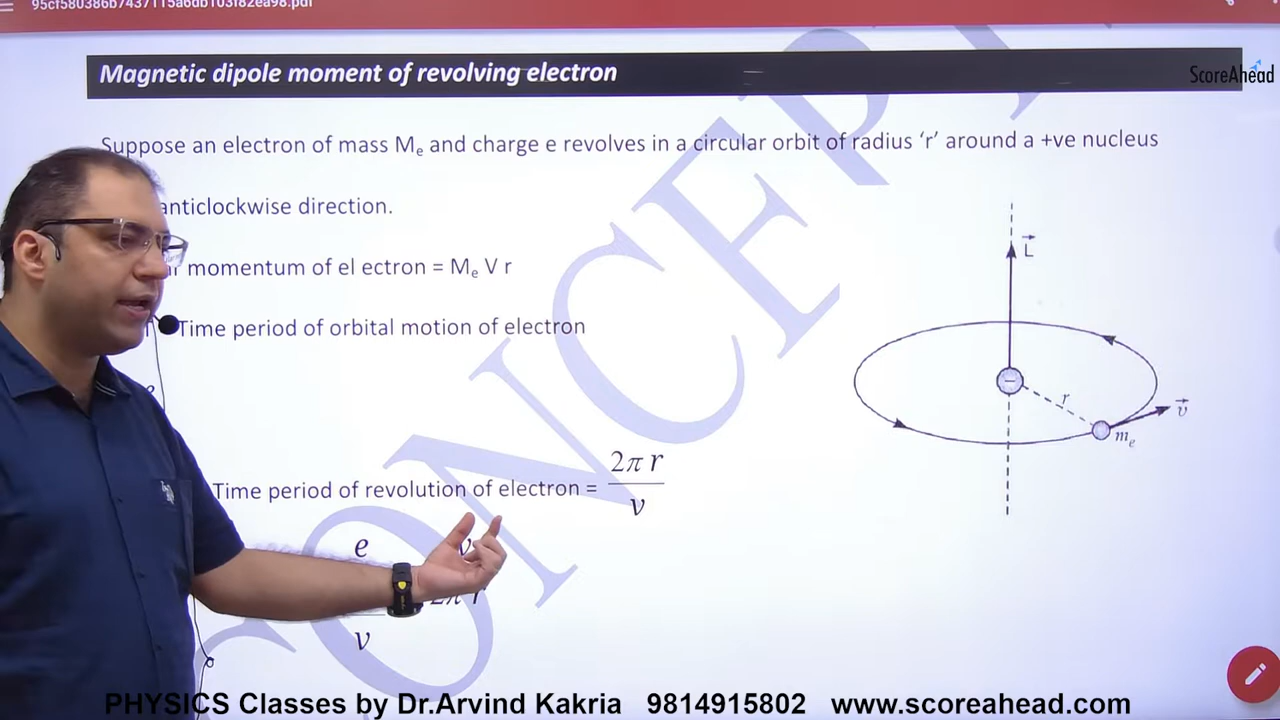 95cf580386b7437115a6db103f82ea98.pdf
Magnetic dipole moment of revolving electron
ScoreAhead
Suppose an electron of mass Me and charge e revolves in a circular orbit of radius ‘r’ around a +ve nucleus
anticlockwise direction.
momentum of el ectron = Me V r
Time period of orbital motion of electron
Time period of revolution of electron = 2π r / v
e
v
2π r
v
L
r
υ
me
CONCEPT
PHYSICS Classes by Dr.Arvind Kakria 9814915802 www.scoreahead.com